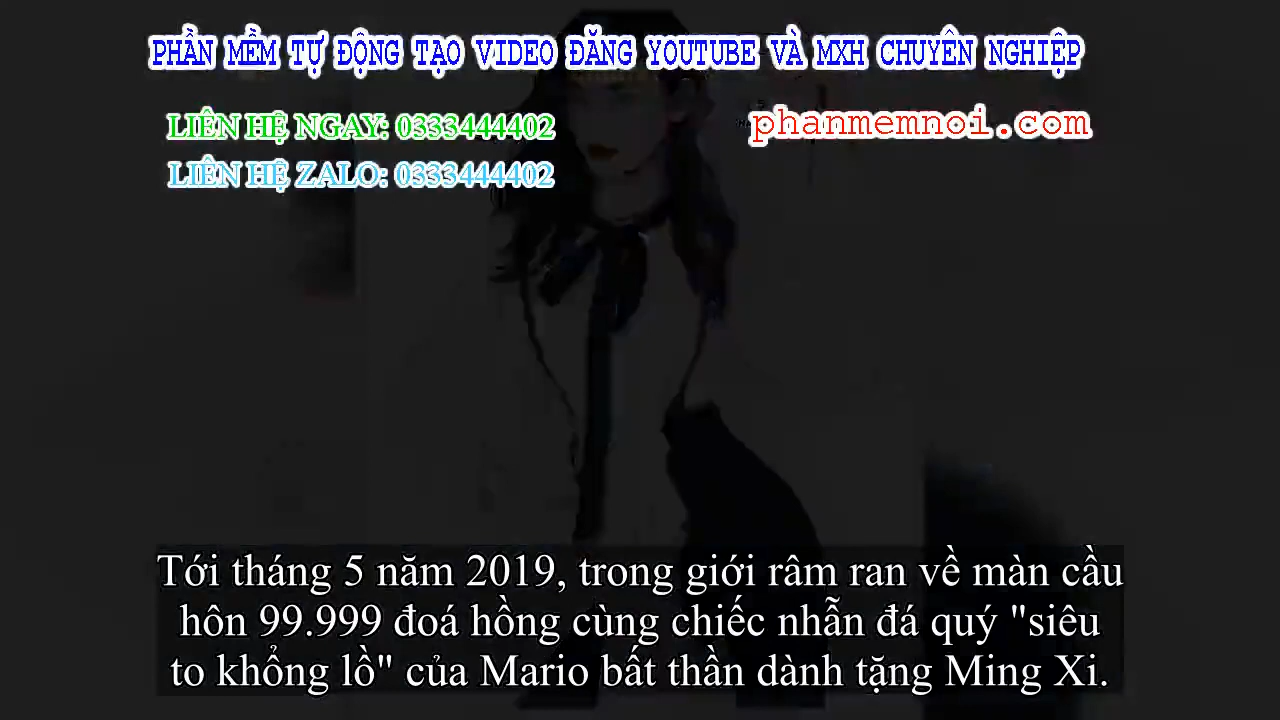 PHẦN MỀM TỰ ĐỘNG TẠO VIDEO ĐĂNG YOUTUBE VÀ MXH CHUYÊN NGHIỆP
LIÊN HỆ NGAY: 0333444402
phanmemnoi.com
LIÊN HỆ ZALO: 0333444402
Tới tháng 5 năm 2019, trong giới râm ran về màn cầu
hôn 99.999 đoá hồng cùng chiếc nhẫn đá quý "siêu
to khổng lồ" của Mario bất thần dành tặng Ming Xi.